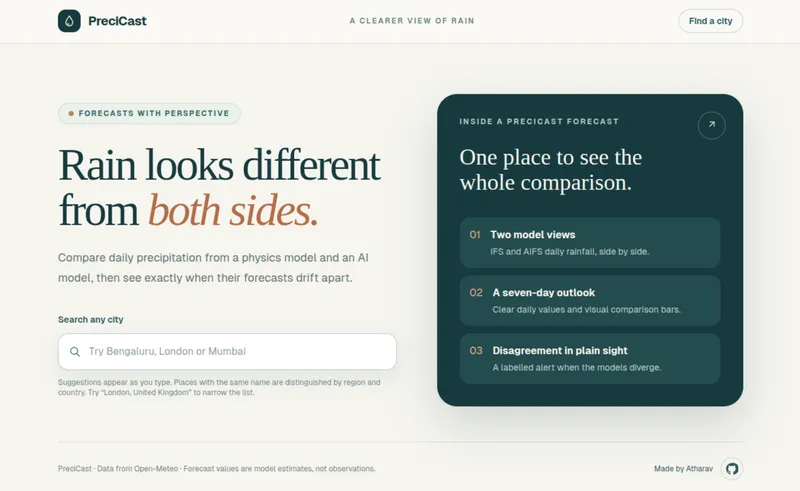 PreciCast
A CLEARER VIEW OF RAIN
Find a city
FORECASTS WITH PERSPECTIVE
Rain looks different
from both sides.
Compare daily precipitation from a physics model and an AI
model, then see exactly when their forecasts drift apart.
Search any city
Try Bengaluru, London or Mumbai
Suggestions appear as you type. Places with the same name are distinguished by region and
country. Try “London, United Kingdom” to narrow the list.
INSIDE A PRECICAST FORECAST
One place to see the
whole comparison.
01 Two model views
IFS and AIFS daily rainfall, side by side.
02 A seven-day outlook
Clear daily values and visual comparison bars.
03 Disagreement in plain sight
A labelled alert when the models diverge.
PreciCast · Data from Open-Meteo · Forecast values are model estimates, not observations.
Made by Atharav